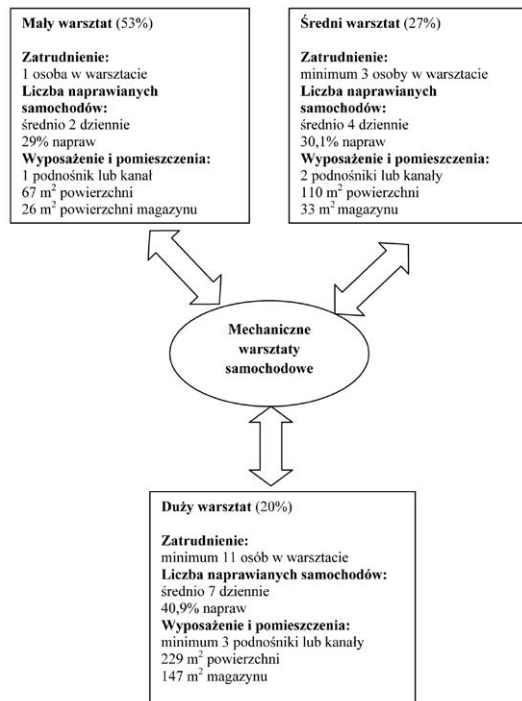 Mały warsztat (53%)
Zatrudnienie:
1 osoba w warsztacie
Liczba naprawianych
samochodów:
średnio 2 dziennie
29% napraw
Wyposażenie i pomieszczenia:
1 podnośnik lub kanał
67 m² powierzchni
26 m² powierzchni magazynu
Średni warsztat (27%)
Zatrudnienie:
minimum 3 osoby w warsztacie
Liczba naprawianych
samochodów:
średnio 4 dziennie
30,1% napraw
Wyposażenie i pomieszczenia:
2 podnośniki lub kanały
110 m² powierzchni
33 m² magazynu
Mechaniczne
warsztaty
samochodowe
Duży warsztat (20%)
Zatrudnienie:
minimum 11 osób w warsztacie
Liczba naprawianych samochodów:
średnio 7 dziennie
40,9% napraw
Wyposażenie i pomieszczenia:
minimum 3 podnośniki lub kanały
229 m² powierzchni
147 m² magazynu